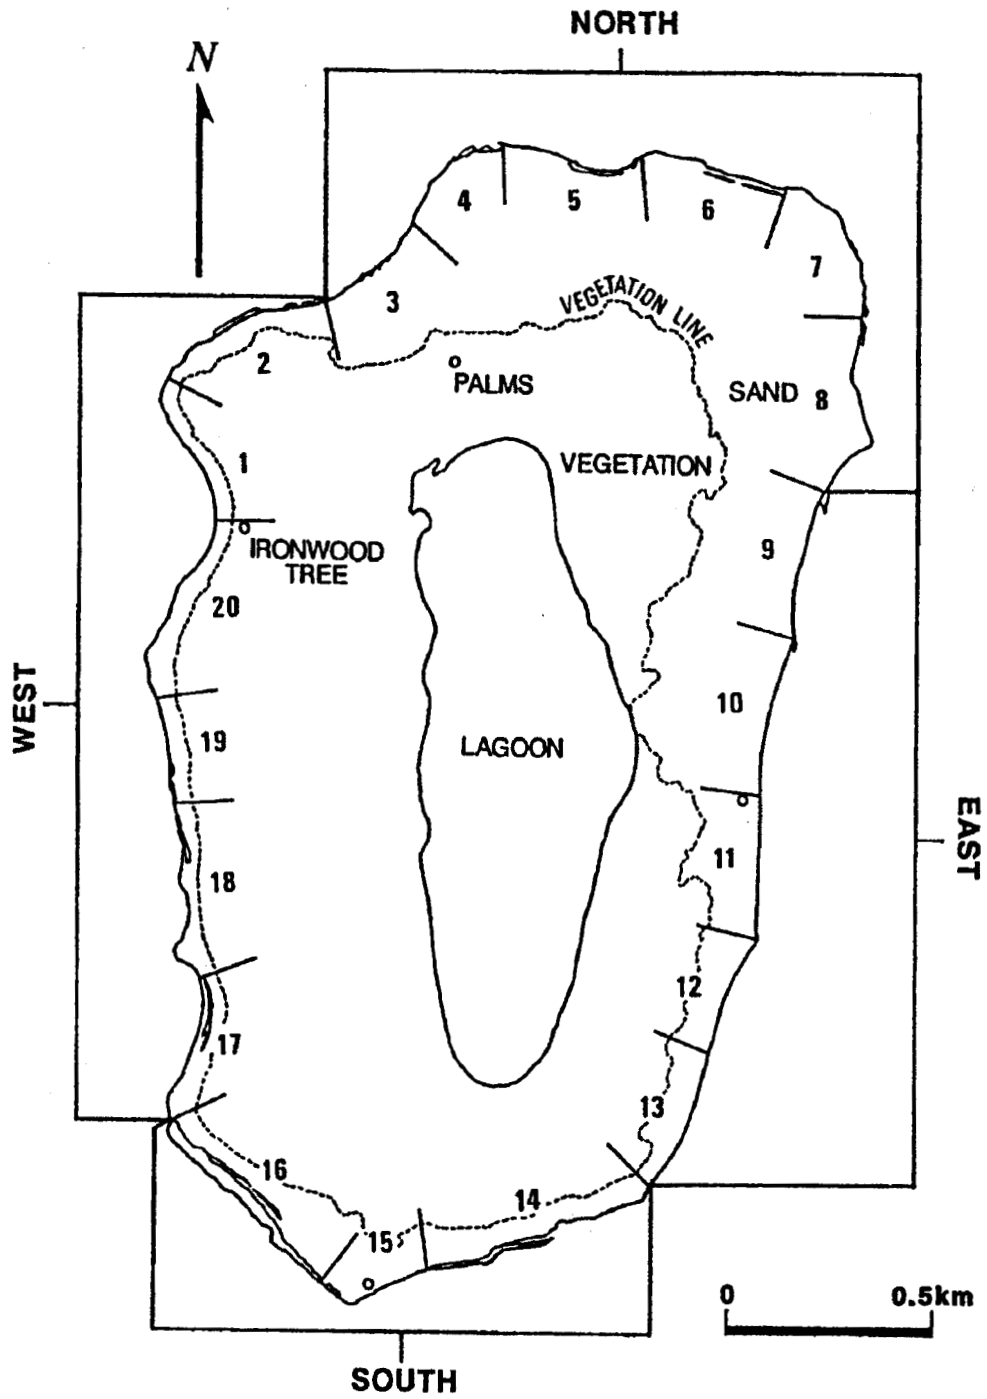 NORTH
N
4
5
6
7
3
VEGETATION LINE
2
PALMS
SAND
8
1
VEGETATION
IRONWOOD
TREE
9
20
WEST
10
19
LAGOON
EAST
11
18
12
17
13
16
14
15
0
0.5km
SOUTH